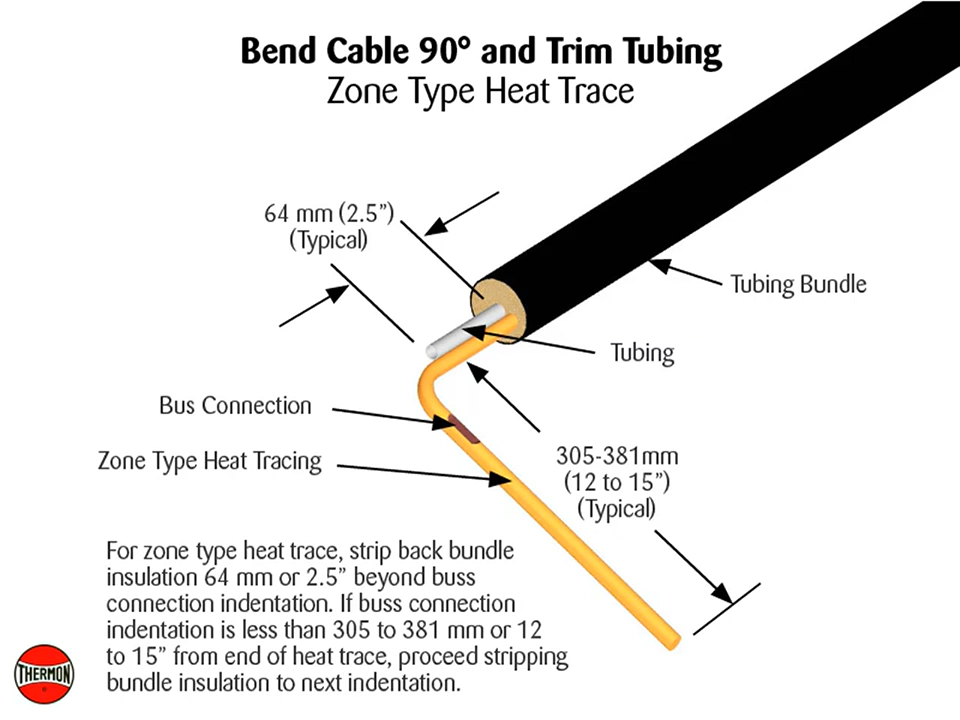 Bend Cable 90° and Trim Tubing
Zone Type Heat Trace
64 mm (2.5”)
(Typical)
Tubing Bundle
Tubing
Bus Connection
Zone Type Heat Tracing
305-381mm
(12 to 15”)
(Typical)
For zone type heat trace, strip back bundle
insulation 64 mm or 2.5” beyond buss
connection indentation. If buss connection
indentation is less than 305 to 381 mm or 12
to 15” from end of heat trace, proceed stripping
bundle insulation to next indentation.
THERMON